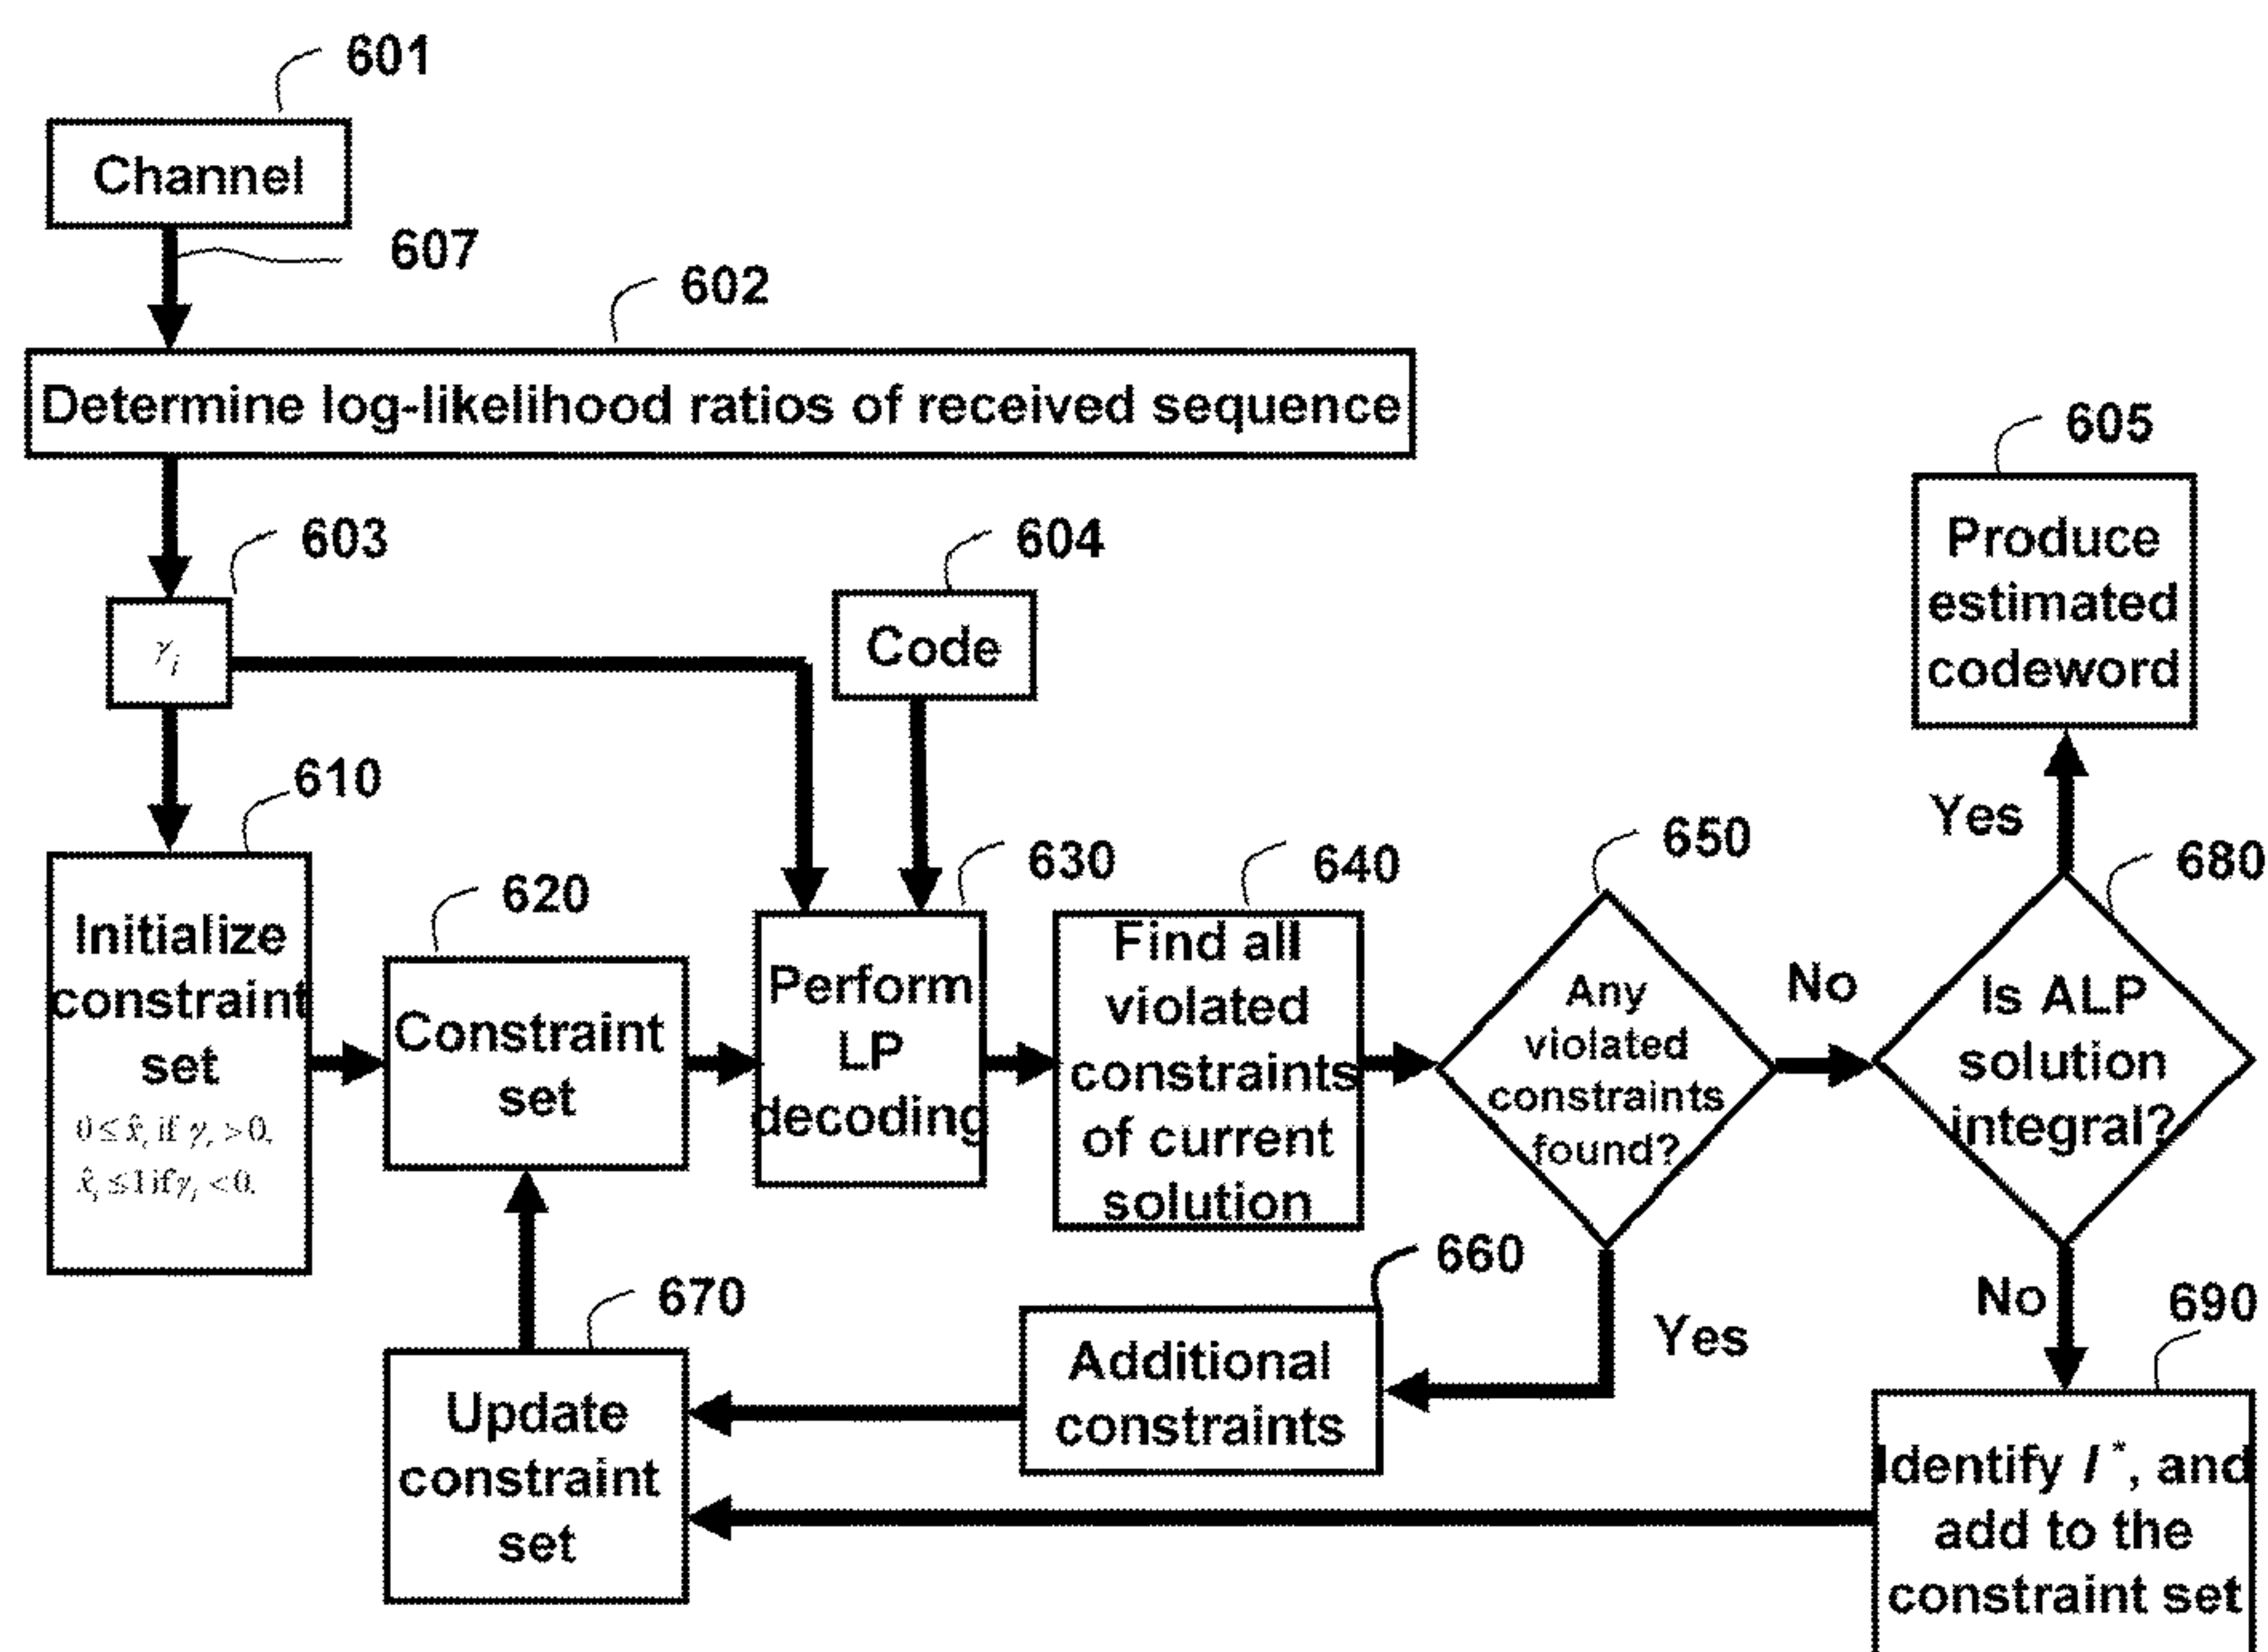 601
Channel
607
602
Determine log-likelihood ratios of received sequence
605
Produce
estimated
codeword
603
γᵢ
604
Code
610
Initialize
constraint
set
0 ≤ x̂ᵢ if γᵢ > 0,
x̂ᵢ ≤ 1 if γᵢ < 0.
620
Constraint
set
630
Perform
LP
decoding
640
Find all
violated
constraints
of current
solution
650
Any
violated
constraints
found?
No
Yes
680
Is ALP
solution
integral?
Yes
No
660
Additional
constraints
670
Update
constraint
set
690
Identify I*, and
add to the
constraint set